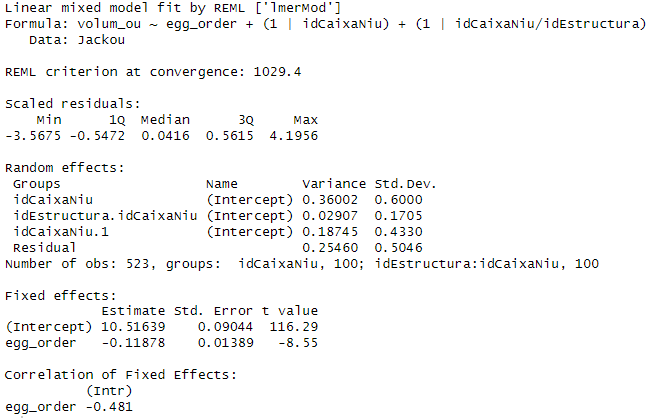 Linear mixed model fit by REML ['lmerMod']
Formula: volum_ou ~ egg_order + (1 | idCaixaNiu) + (1 | idCaixaNiu/idEstructura)
   Data: Jackou

REML criterion at convergence: 1029.4

Scaled residuals:
    Min      1Q  Median      3Q     Max
-3.5675 -0.5472  0.0416  0.5615  4.1956

Random effects:
 Groups                  Name        Variance Std.Dev.
 idCaixaNiu              (Intercept) 0.36002  0.6000
 idEstructura.idCaixaNiu (Intercept) 0.02907  0.1705
 idCaixaNiu.1            (Intercept) 0.18745  0.4330
 Residual                            0.25460  0.5046
Number of obs: 523, groups:  idCaixaNiu, 100; idEstructura:idCaixaNiu, 100

Fixed effects:
            Estimate Std. Error t value
(Intercept) 10.51639    0.09044  116.29
egg_order   -0.11878    0.01389   -8.55

Correlation of Fixed Effects:
          (Intr)
egg_order -0.481